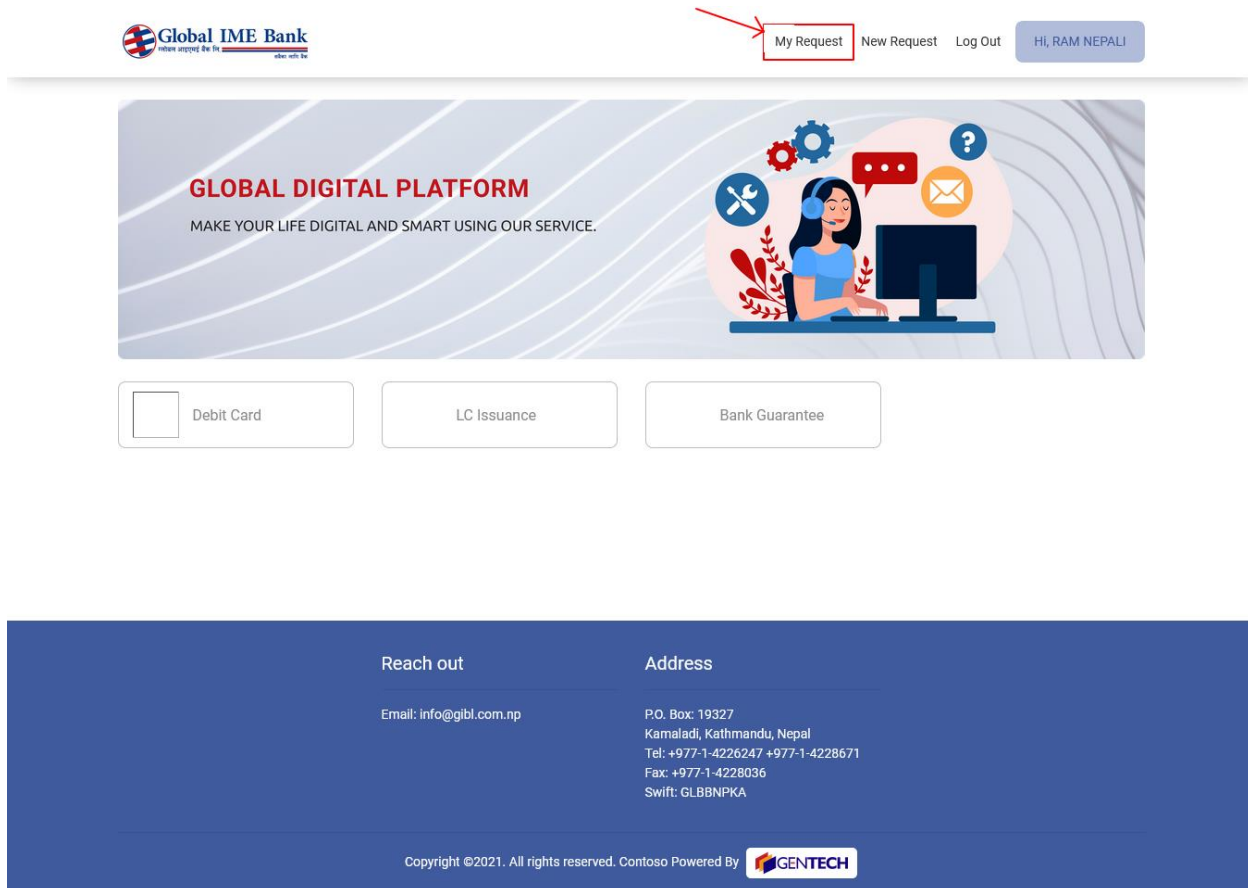 Global IME Bank
ग्लोबल आइएमई बैंक लि
सबैका लागि बैंक
My Request New Request Log Out Hi, RAM NEPALI
GLOBAL DIGITAL PLATFORM
MAKE YOUR LIFE DIGITAL AND SMART USING OUR SERVICE.
?
Debit Card
LC Issuance
Bank Guarantee
Reach out
Email: info@gibl.com.np
Address
P.O. Box: 19327
Kamaladi, Kathmandu, Nepal
Tel: +977-1-4226247 +977-1-4228671
Fax: +977-1-4228036
Swift: GLBBNPKA
Copyright ©2021. All rights reserved. Contoso Powered By GENTECH